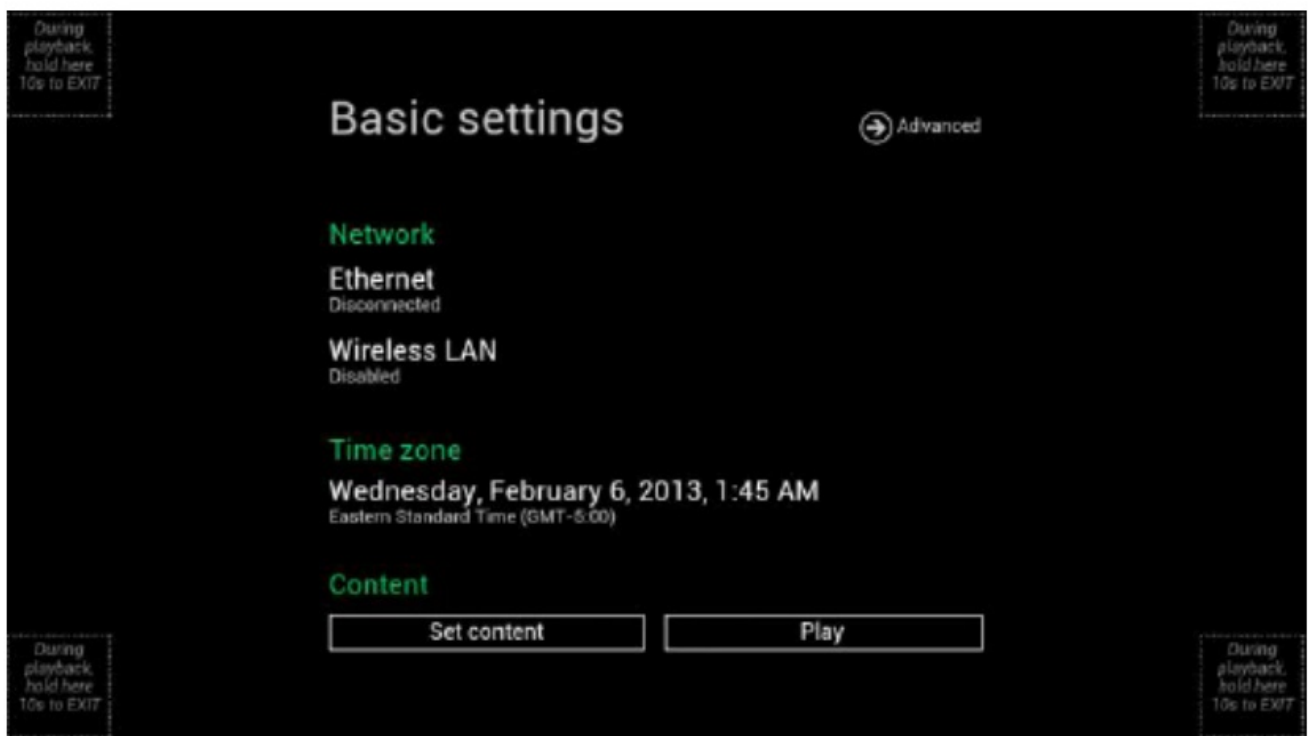 During
playback,
hold here
10s to EXIT
During
playback,
hold here
10s to EXIT
Basic settings
Advanced
Network
Ethernet
Disconnected
Wireless LAN
Disabled
Time zone
Wednesday, February 6, 2013, 1:45 AM
Eastern Standard Time (GMT-5:00)
Content
Set content
Play
During
playback,
hold here
10s to EXIT
During
playback,
hold here
10s to EXIT